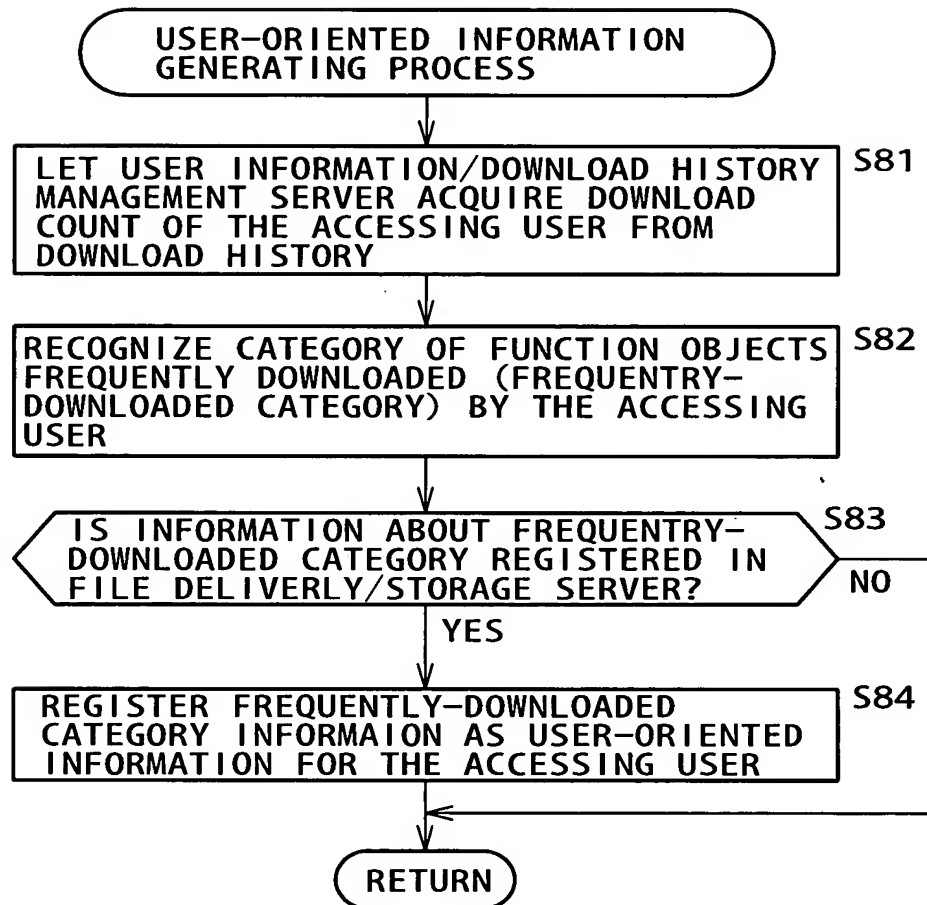 USER-ORIENTED INFORMATION
GENERATING PROCESS
LET USER INFORMATION/DOWNLOAD HISTORY
MANAGEMENT SERVER ACQUIRE DOWNLOAD
COUNT OF THE ACCESSING USER FROM
DOWNLOAD HISTORY
S81
RECOGNIZE CATEGORY OF FUNCTION OBJECTS
FREQUENTLY DOWNLOADED (FREQUENTRY-
DOWNLOADED CATEGORY) BY THE ACCESSING
USER
S82
IS INFORMATION ABOUT FREQUENTRY-
DOWNLOADED CATEGORY REGISTERED IN
FILE DELIVERLY/STORAGE SERVER?
S83
NO
YES
REGISTER FREQUENTLY-DOWNLOADED
CATEGORY INFORMAION AS USER-ORIENTED
INFORMATION FOR THE ACCESSING USER
S84
RETURN